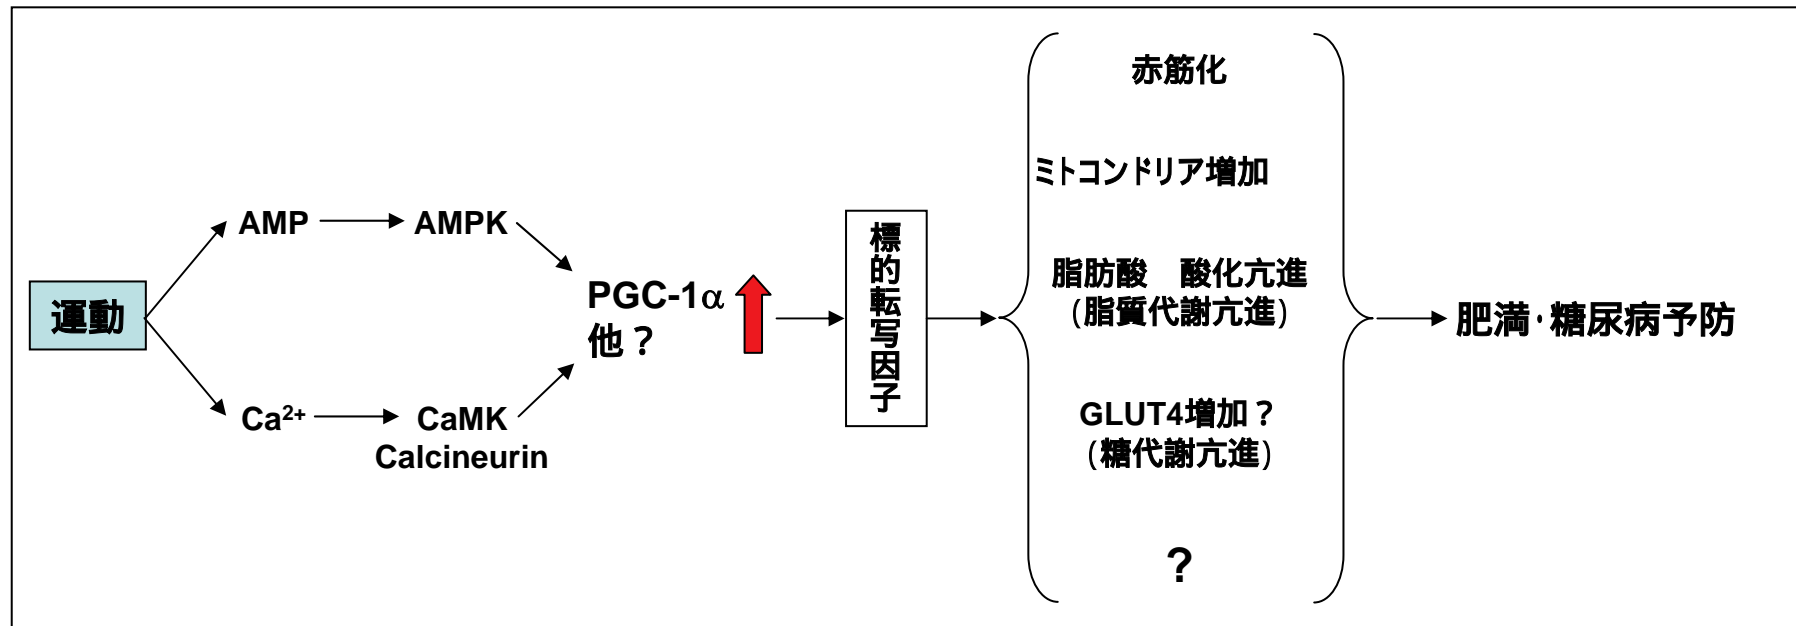 運動
AMP
AMPK
Ca²⁺
CaMK
Calcineurin
PGC-1α
他？
標的転写因子
赤筋化
ミトコンドリア増加
脂肪酸　酸化亢進
(脂質代謝亢進)
GLUT4増加？
(糖代謝亢進)
？
肥満・糖尿病予防